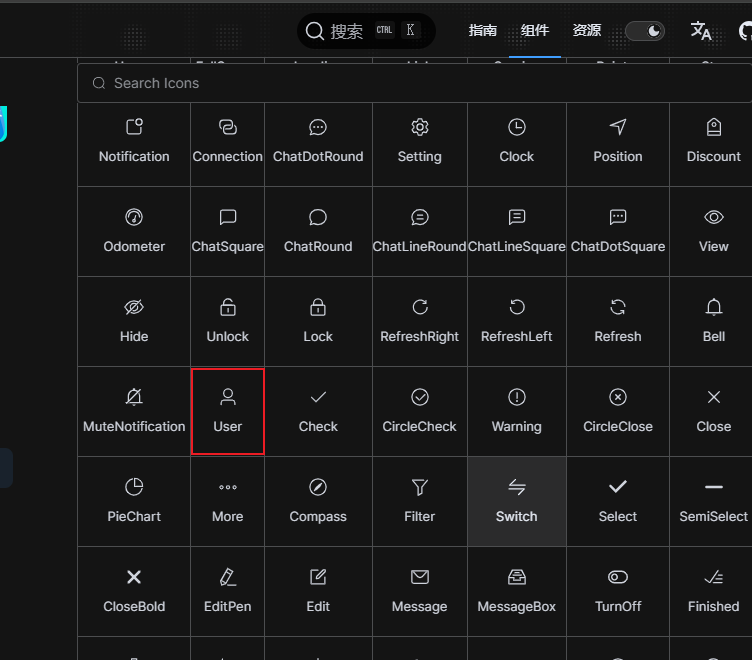 搜索 CTRL K 指南 组件 资源
Search Icons
Notification Connection ChatDotRound Setting Clock Position Discount
Odometer ChatSquare ChatRound ChatLineRound ChatLineSquare ChatDotSquare View
Hide Unlock Lock RefreshRight RefreshLeft Refresh Bell
MuteNotification User Check CircleCheck Warning CircleClose Close
PieChart More Compass Filter Switch Select SemiSelect
CloseBold EditPen Edit Message MessageBox TurnOff Finished